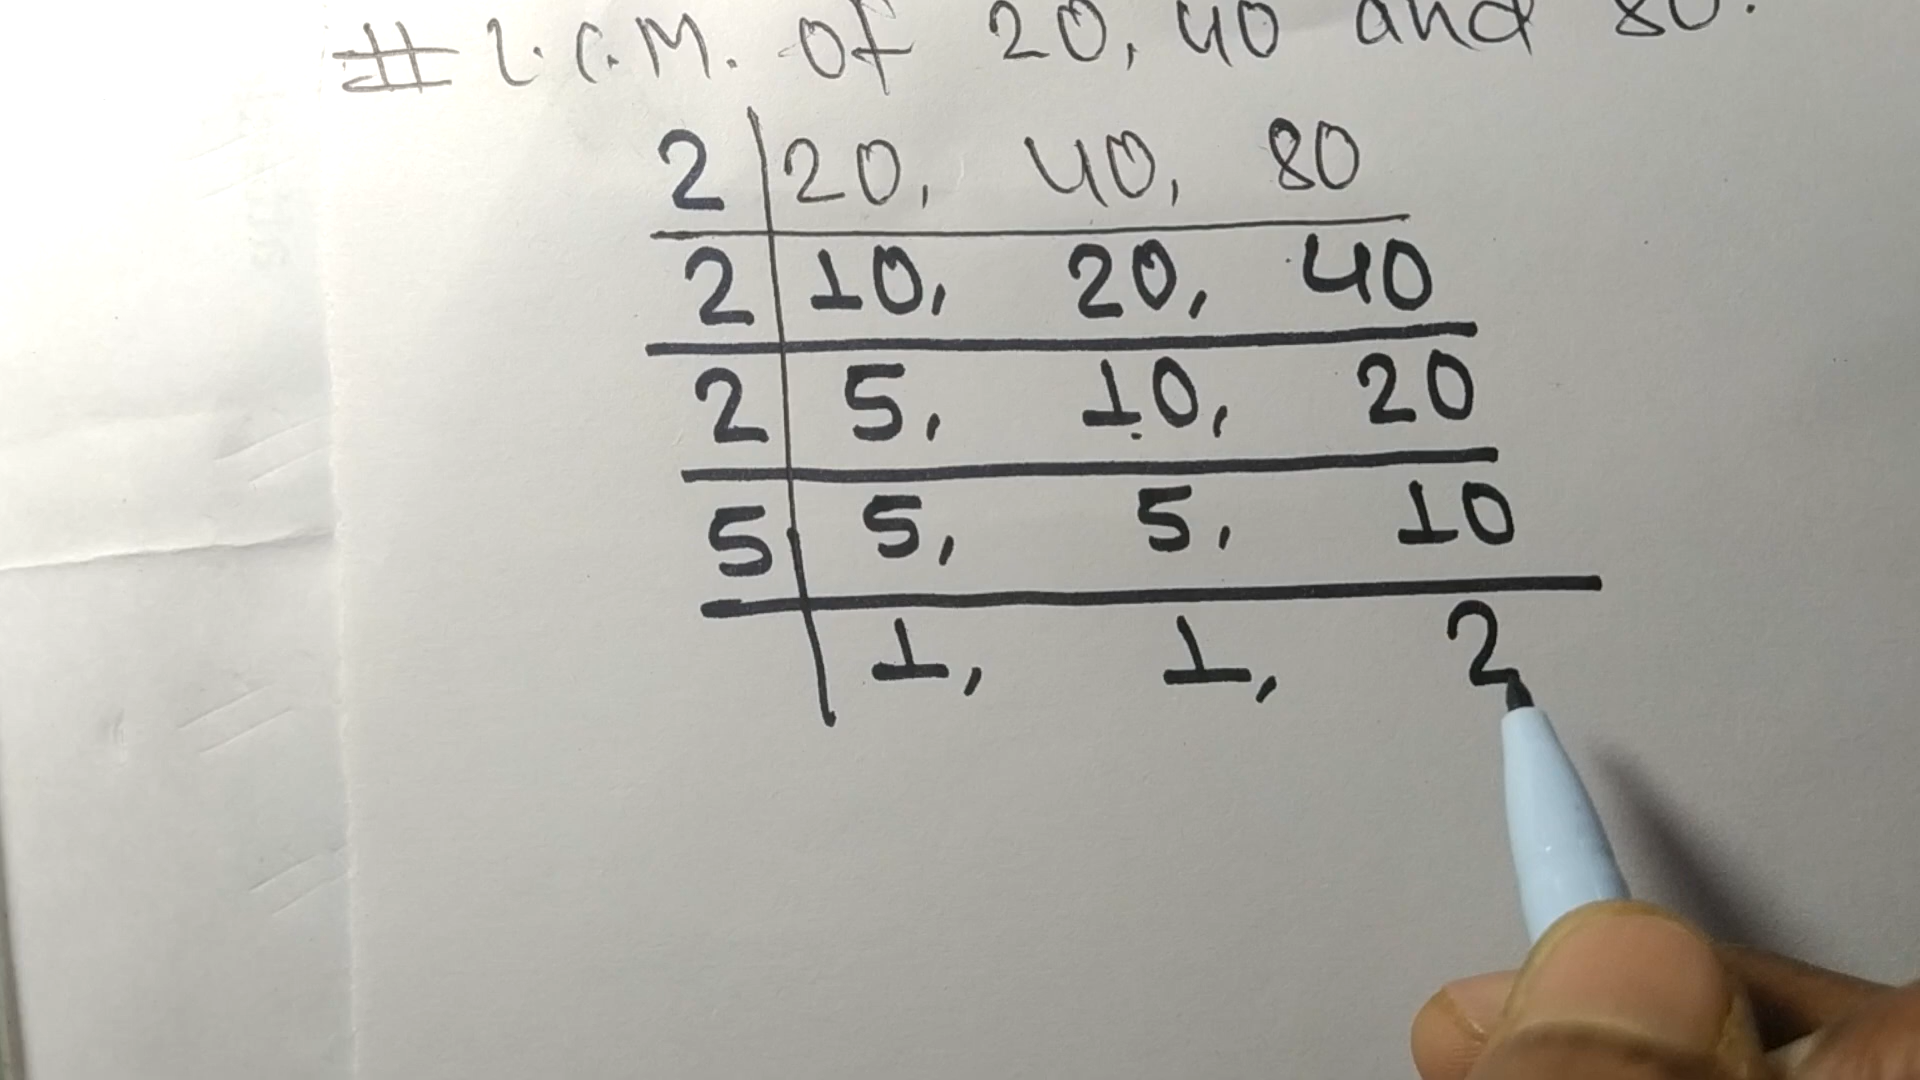 # L.C.M. of 20, 40 and 80.
2 | 20, 40, 80
2 | 10, 20, 40
2 | 5, 10, 20
5 | 5, 5, 10
| 1, 1, 2